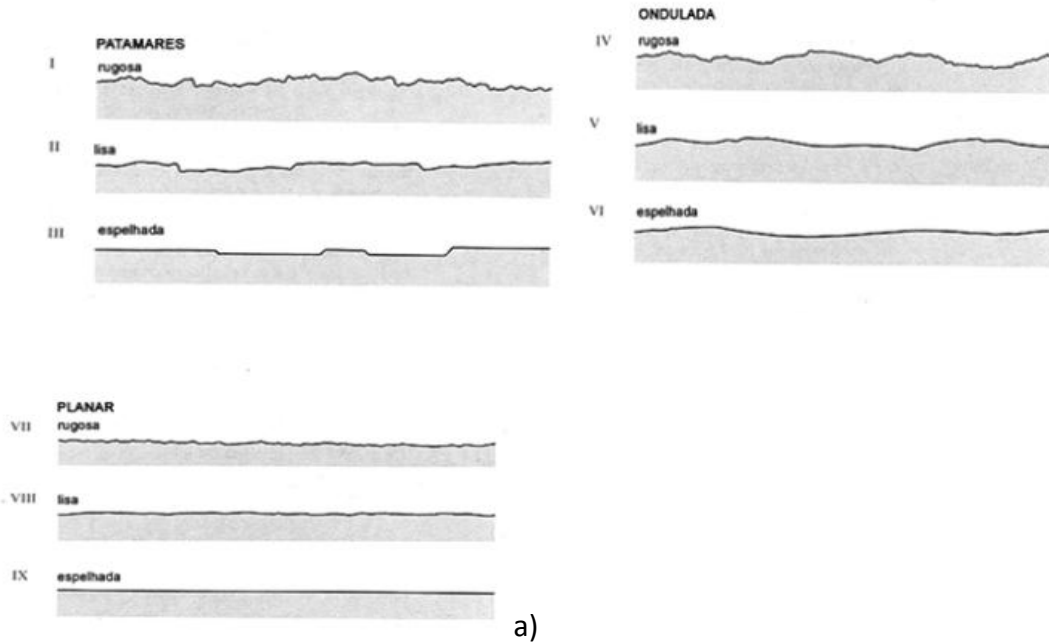 PATAMARES
I
rugosa
II
lisa
III
espelhada
ONDULADA
IV
rugosa
V
lisa
VI
espelhada
PLANAR
VII
rugosa
VIII
lisa
IX
espelhada
a)